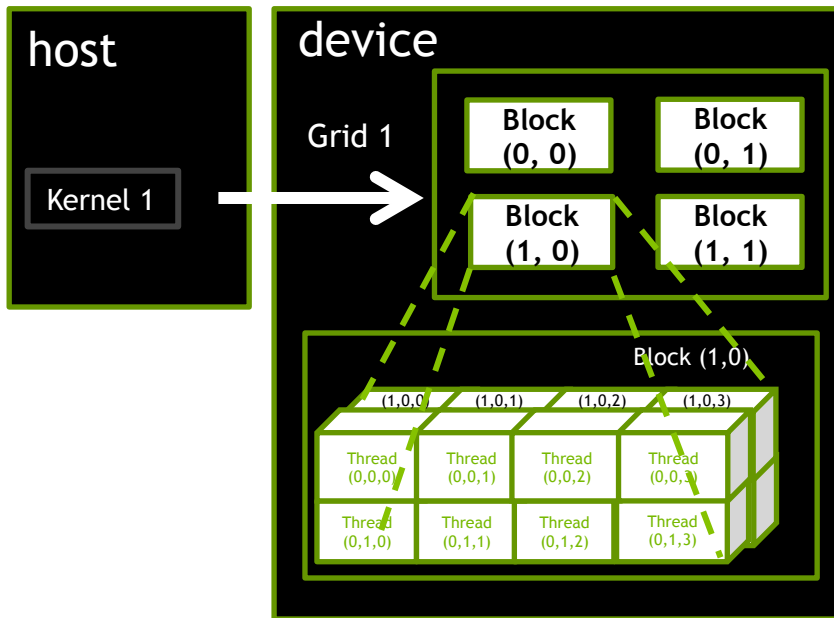 host
device
Grid 1
Kernel 1
Block
(0, 0)
Block
(0, 1)
Block
(1, 0)
Block
(1, 1)
Block (1,0)
(1,0,0)
(1,0,1)
(1,0,2)
(1,0,3)
Thread
(0,0,0)
Thread
(0,0,1)
Thread
(0,0,2)
Thread
(0,0,3)
Thread
(0,1,0)
Thread
(0,1,1)
Thread
(0,1,2)
Thread
(0,1,3)